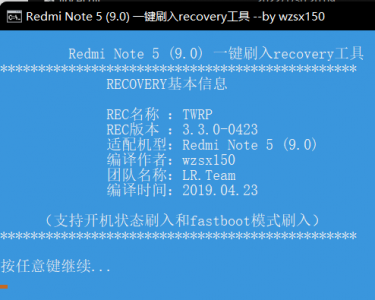 Redmi Note 5 (9.0) 一键刷入recovery工具 --by wzsx150
Redmi Note 5 (9.0) 一键刷入recovery工具
**********************************************
RECOVERY基本信息
REC名称 : TWRP
REC版本 : 3.3.0-0423
适配机型: Redmi Note 5 (9.0)
编译作者: wzsx150
团队名称: LR.Team
编译时间: 2019.04.23
(支持开机状态刷入和fastboot模式刷入)
**********************************************
按任意键继续...